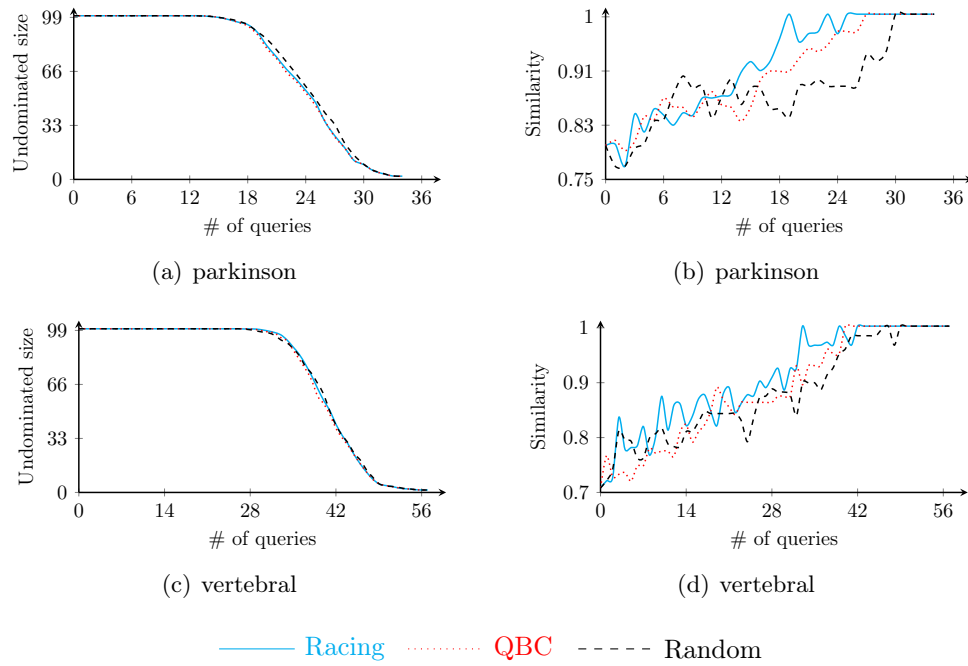 Undominated size
99
66
33
0
0 6 12 18 24 30 36
# of queries
(a) parkinson
Similarity
1
0.91
0.83
0.75
0 6 12 18 24 30 36
# of queries
(b) parkinson
Undominated size
99
66
33
0
0 14 28 42 56
# of queries
(c) vertebral
Similarity
1
0.9
0.8
0.7
0 14 28 42 56
# of queries
(d) vertebral
Racing QBC Random